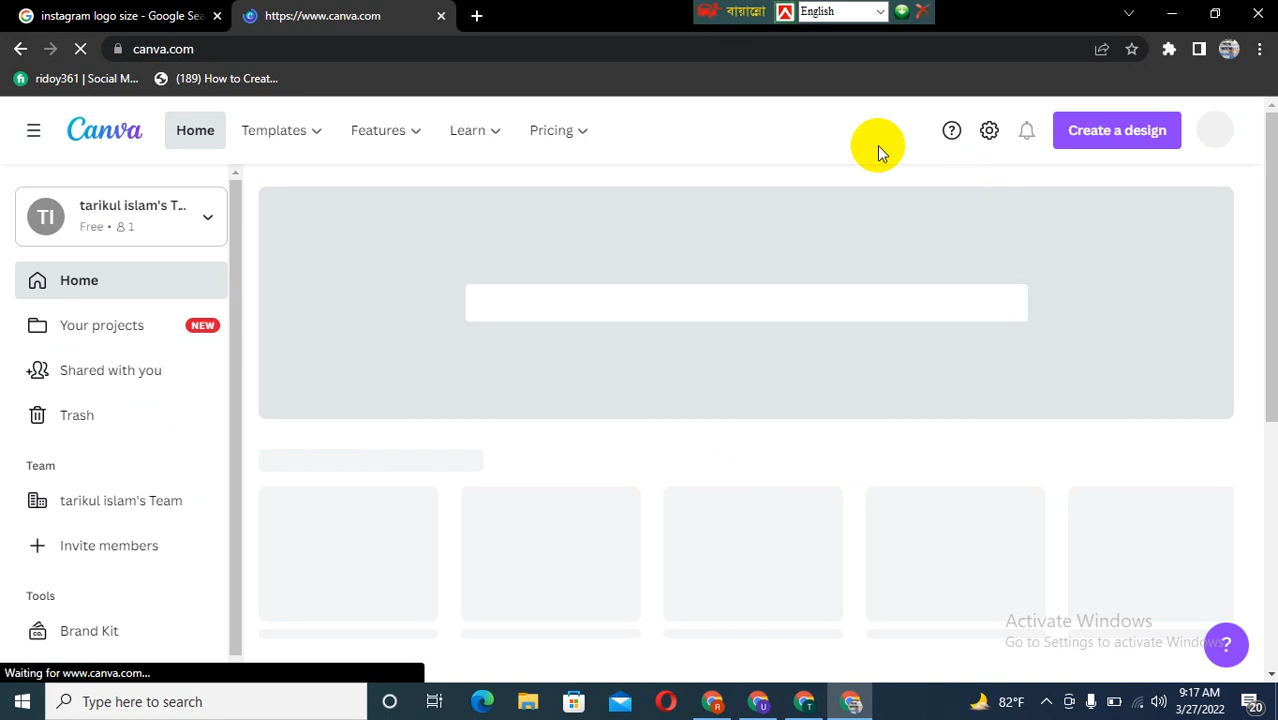 instagram logo size - Google Sea
https://www.canva.com
বায়ান্নো
English
canva.com
ridoy361 | Social M...
(189) How to Creat...
Canva
Home
Templates
Features
Learn
Pricing
Create a design
TI
tarikul islam's T...
Free • 1
Home
Your projects
NEW
Shared with you
Trash
Team
tarikul islam's Team
Invite members
Tools
CO.
Brand Kit
Activate Windows
Go to Settings to activate Windows.
?
Waiting for www.canva.com...
Type here to search
R
U
T
82°F
9:17 AM
3/27/2022
20